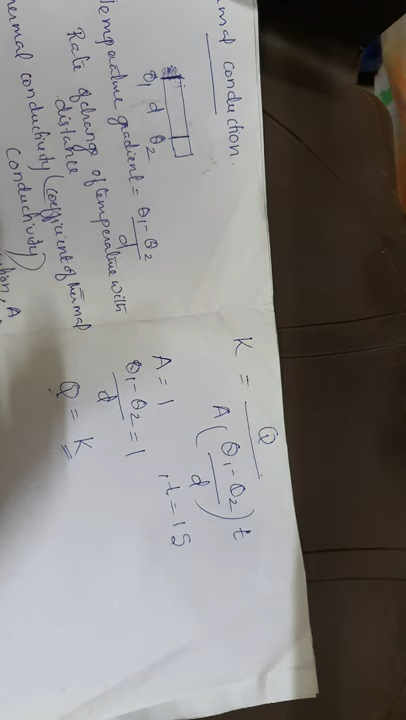 conduction.
θ1 d θ2
Temperature gradient = θ1 - θ2 / d
Rate of change of temperature with
distance
thermal conductivity (coefficient of thermal
conductivity)
A
K = Q / A (θ1 - θ2 / d) t
A = 1
θ1 - θ2 / d = 1 , t = 1S
Q = K